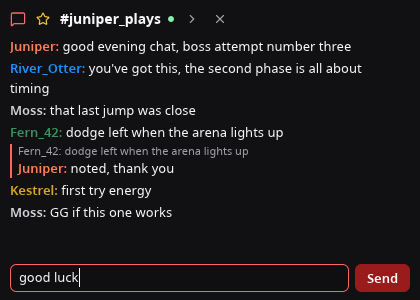 #juniper_plays
Juniper: good evening chat, boss attempt number three
River_Otter: you've got this, the second phase is all about
timing
Moss: that last jump was close
Fern_42: dodge left when the arena lights up
Fern_42: dodge left when the arena lights up
Juniper: noted, thank you
Kestrel: first try energy
Moss: GG if this one works
good luck
Send